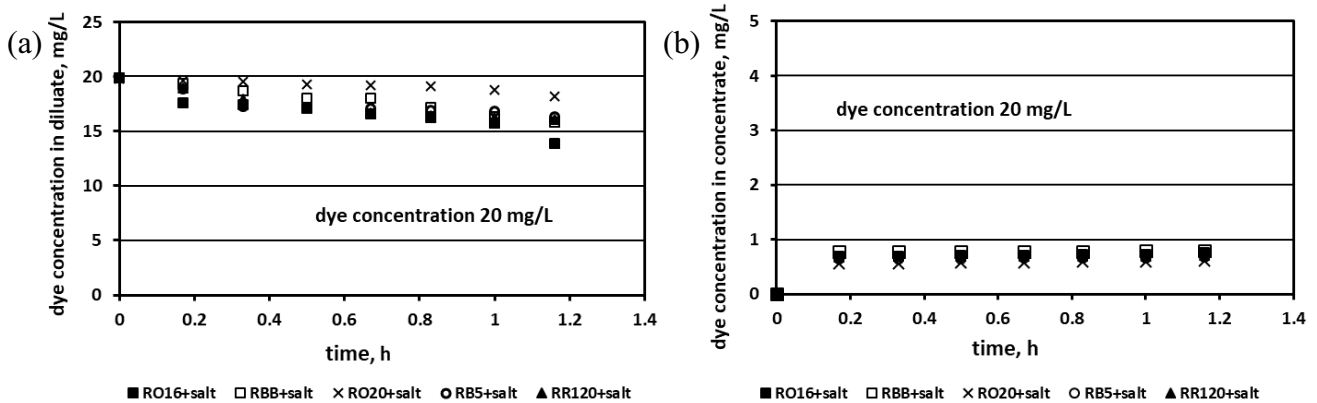 (a)
dye concentration in diluate, mg/L
25
20
15
10
5
0
dye concentration 20 mg/L
0 0.2 0.4 0.6 0.8 1 1.2 1.4
time, h
RO16+salt RBB+salt RO20+salt RB5+salt RR120+salt
(b)
dye concentration in concentrate, mg/L
5
4
3
2
1
0
dye concentration 20 mg/L
0 0.2 0.4 0.6 0.8 1 1.2 1.4
time, h
RO16+salt RBB+salt RO20+salt RB5+salt RR120+salt